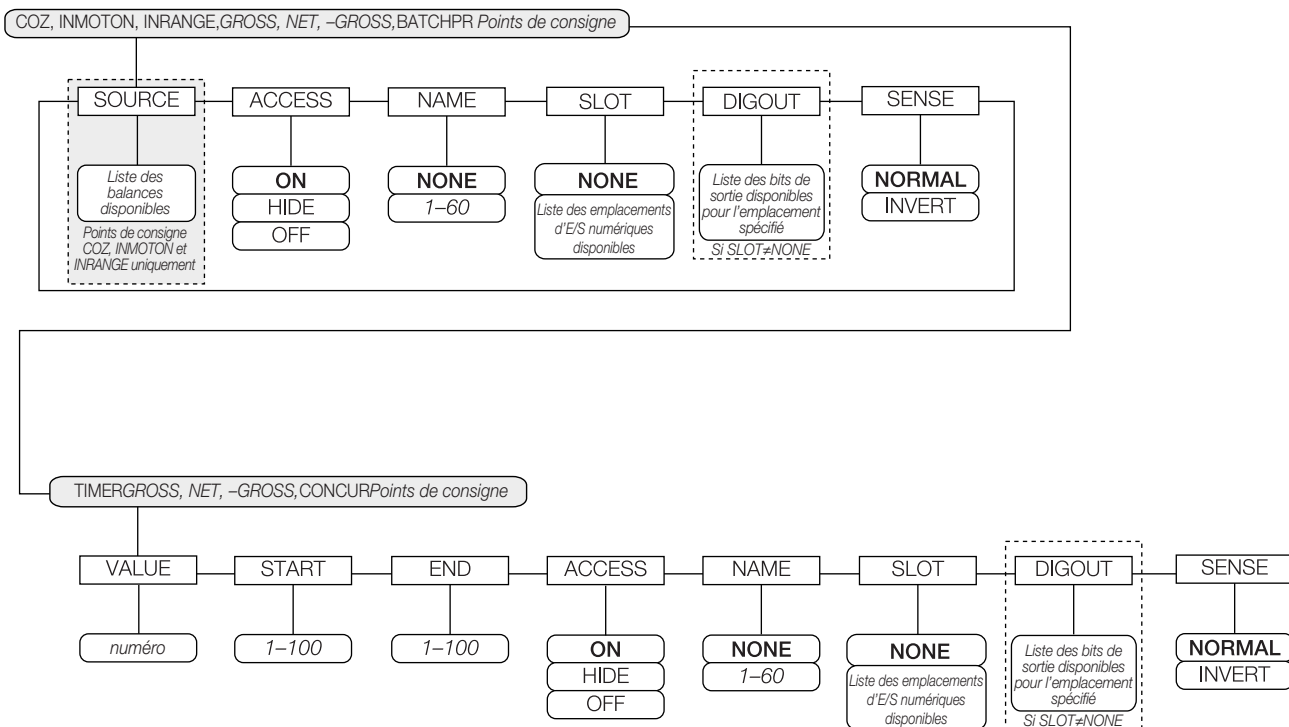 COZ, INMOTON, INRANGE,GROSS, NET, –GROSS,BATCHPR Points de consigne
SOURCE
ACCESS
NAME
SLOT
DIGOUT
SENSE
Liste des
balances
disponibles
Points de consigne
COZ, INMOTON et
INRANGE uniquement
ON
HIDE
OFF
NONE
1–60
NONE
Liste des emplacements
d'E/S numériques
disponibles
Liste des bits de
sortie disponibles
pour l'emplacement
spécifié
Si SLOT≠NONE
NORMAL
INVERT
TIMERGROSS, NET, –GROSS,CONCURPoints de consigne
VALUE
START
END
ACCESS
NAME
SLOT
DIGOUT
SENSE
numéro
1–100
1–100
ON
HIDE
OFF
NONE
1–60
NONE
Liste des emplacements
d'E/S numériques
disponibles
Liste des bits de
sortie disponibles
pour l'emplacement
spécifié
Si SLOT≠NONE
NORMAL
INVERT